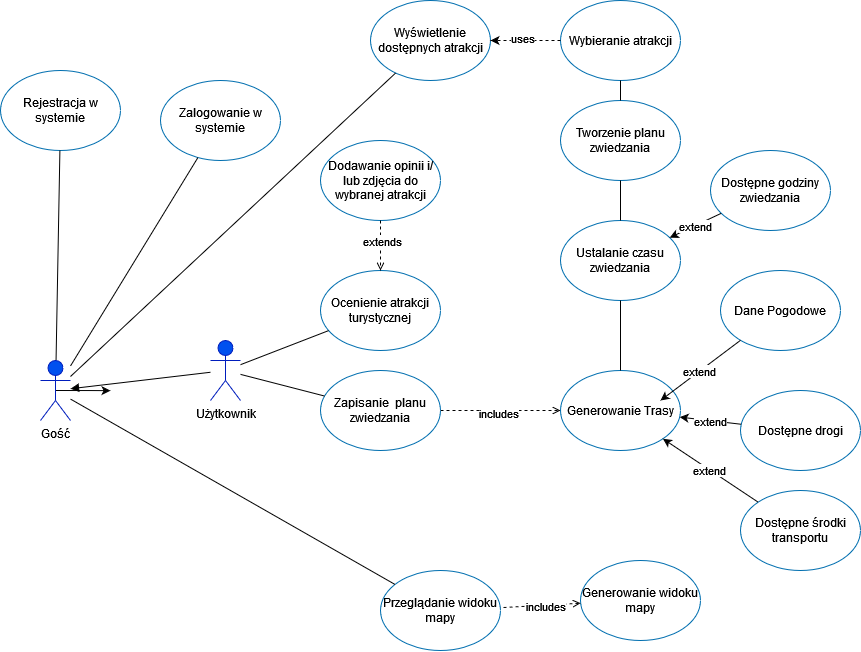 Wyświetlenie
dostępnych atrakcji
uses
Wybieranie atrakcji
Rejestracja w
systemie
Zalogowanie w
systemie
Tworzenie planu
zwiedzania
Dodawanie opinii i/
lub zdjęcia do
wybranej atrakcji
Dostępne godziny
zwiedzania
extend
extends
Ustalanie czasu
zwiedzania
Ocenienie atrakcji
turystycznej
Dane Pogodowe
extend
Użytkownik
Gość
Zapisanie planu
zwiedzania
includes
Generowanie Trasy
extend
Dostępne drogi
extend
Dostępne środki
transportu
Przeglądanie widoku
mapy
includes
Generowanie widoku
mapy